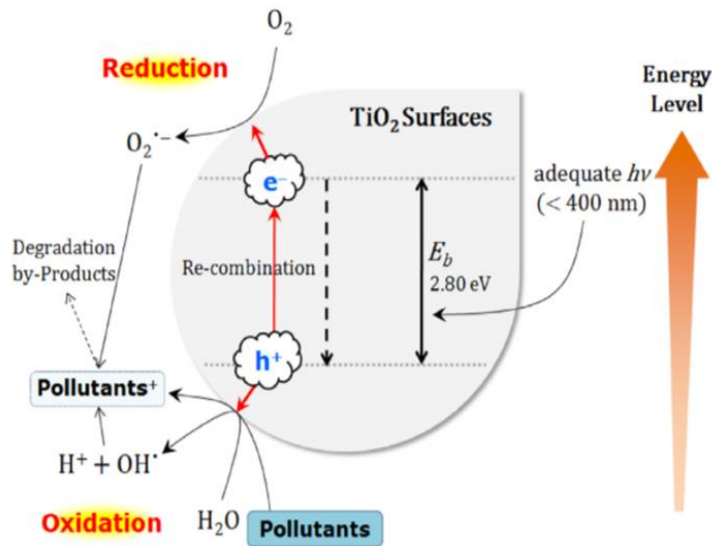 O₂
Reduction
Energy
Level
TiO₂ Surfaces
O₂˙⁻
e⁻
adequate hν
(< 400 nm)
Degradation
by-Products
Re-combination
E_b
2.80 eV
h⁺
Pollutants⁺
H⁺ + OH˙
Oxidation
H₂O
Pollutants